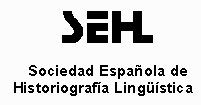 SEHL
Sociedad Española de
Historiografía Lingüística